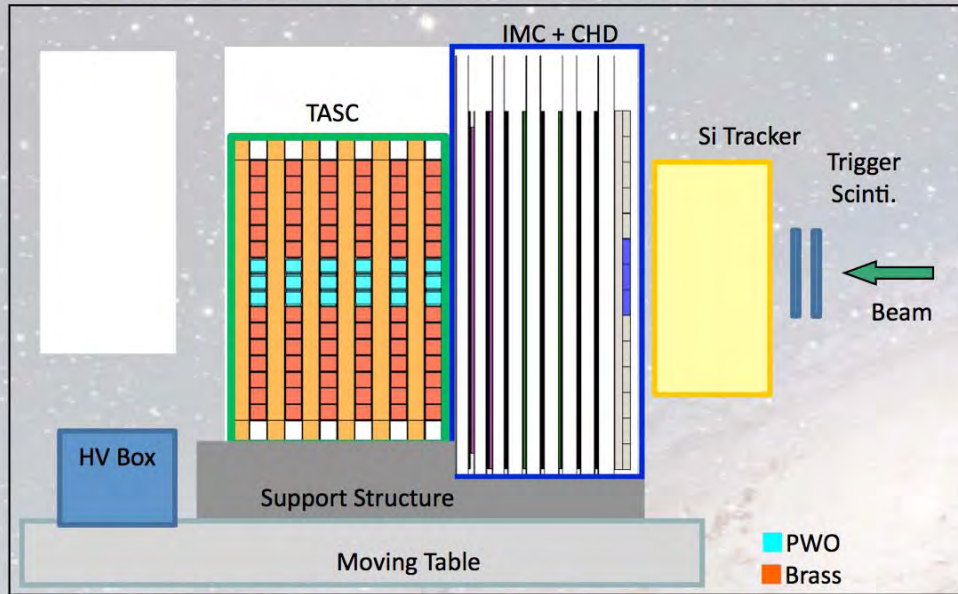 IMC + CHD
TASC
Si Tracker
Trigger
Scinti.
Beam
HV Box
Support Structure
Moving Table
PWO
Brass